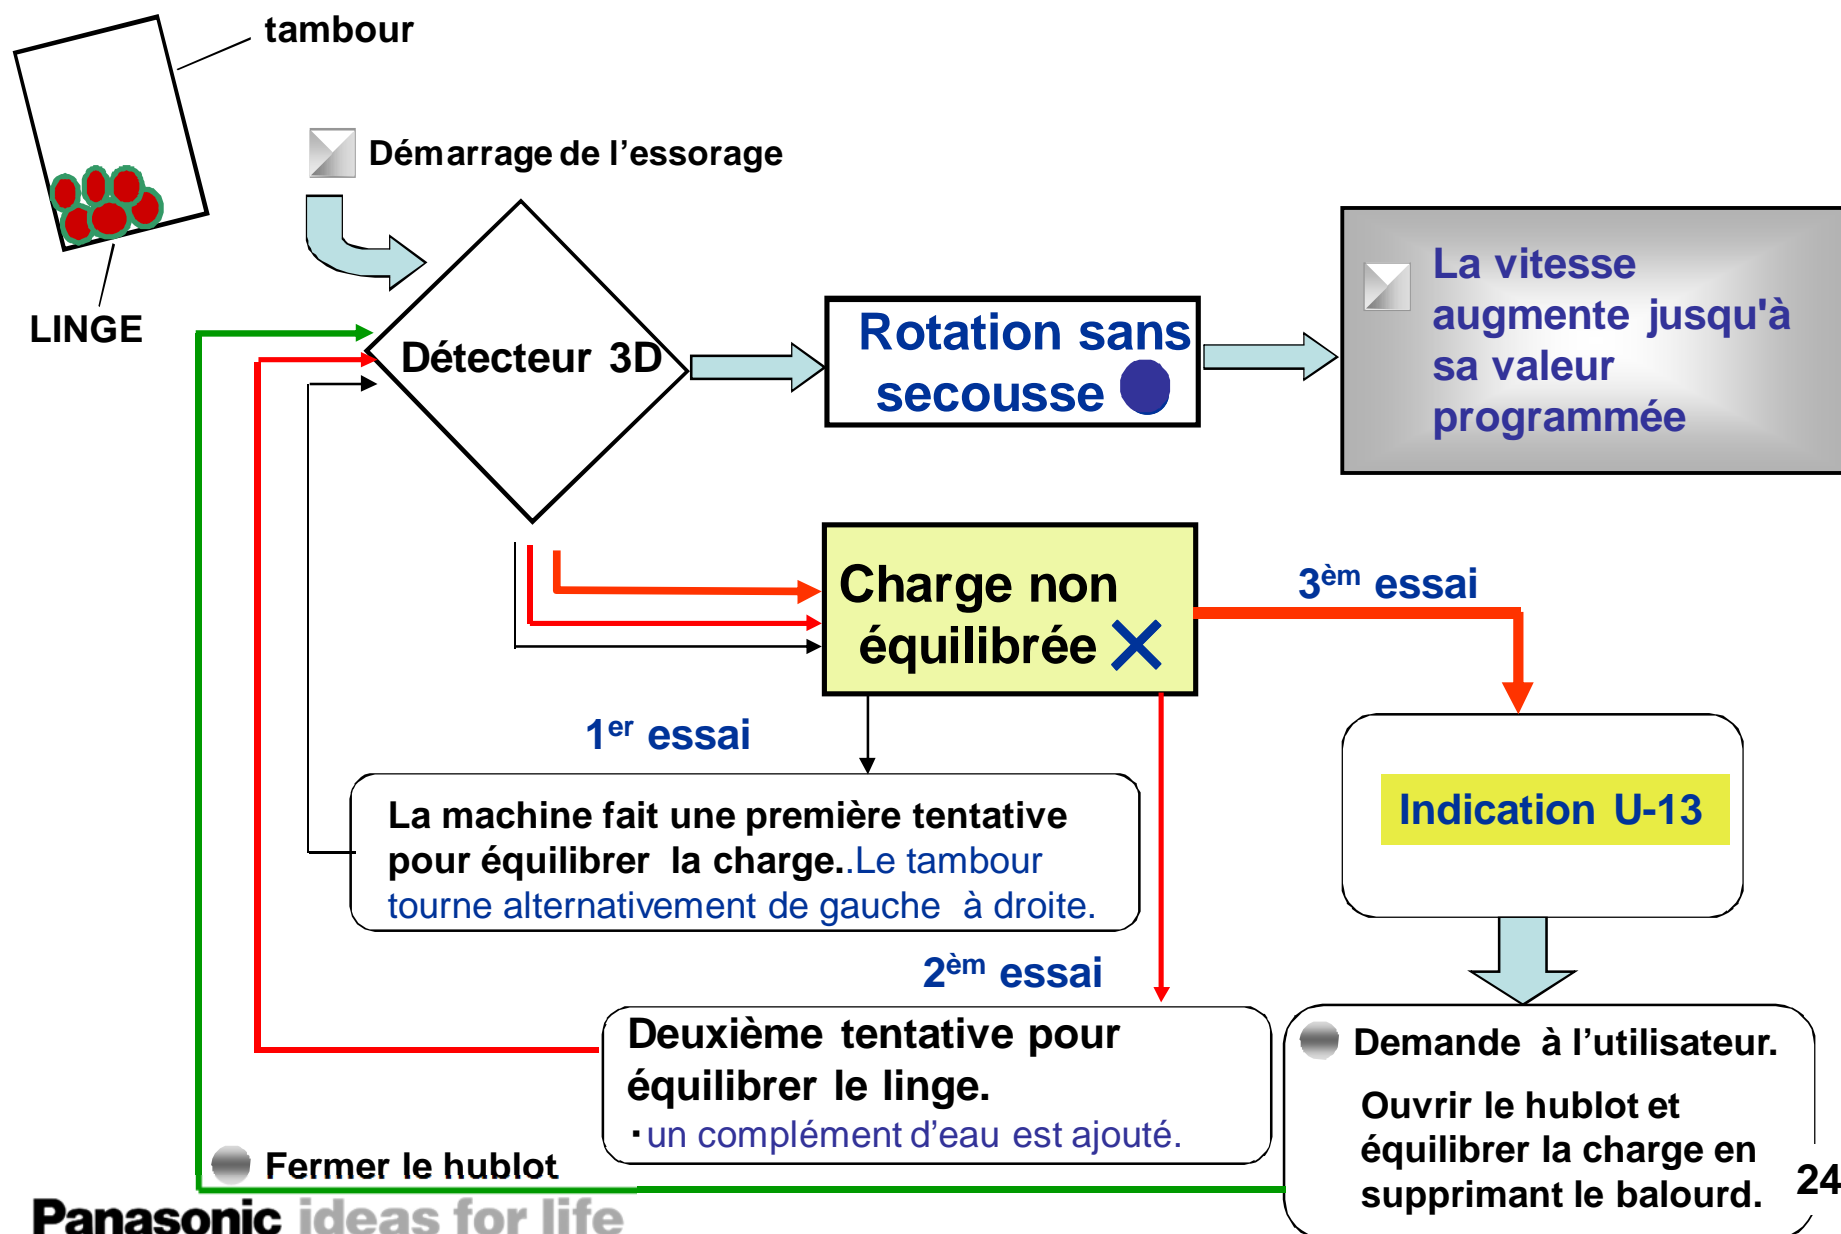 tambour
Démarrage de l’essorage
LINGE
Détecteur 3D
Rotation sans
secousse
La vitesse
augmente jusqu'à
sa valeur
programmée
Charge non
équilibrée
3èm essai
1er essai
La machine fait une première tentative
pour équilibrer la charge..Le tambour
tourne alternativement de gauche à droite.
Indication U-13
2èm essai
Deuxième tentative pour
équilibrer le linge.
·un complément d’eau est ajouté.
Demande à l’utilisateur.
Ouvrir le hublot et
équilibrer la charge en
supprimant le balourd.
Fermer le hublot
24
Panasonic ideas for life